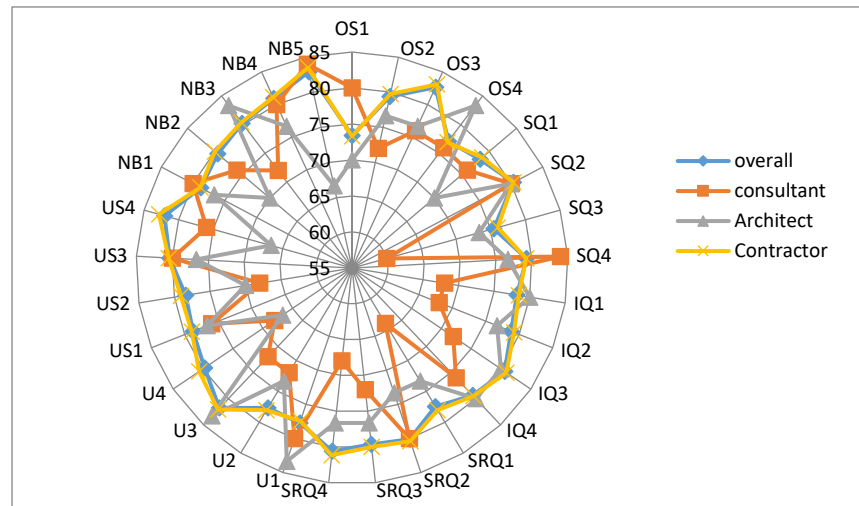 OS1
OS2
OS3
OS4
SQ1
SQ2
SQ3
SQ4
IQ1
IQ2
IQ3
IQ4
SRQ1
SRQ2
SRQ3
SRQ4
U1
U2
U3
U4
US1
US2
US3
US4
NB1
NB2
NB3
NB4
NB5
85
80
75
70
65
60
55
overall
consultant
Architect
Contractor